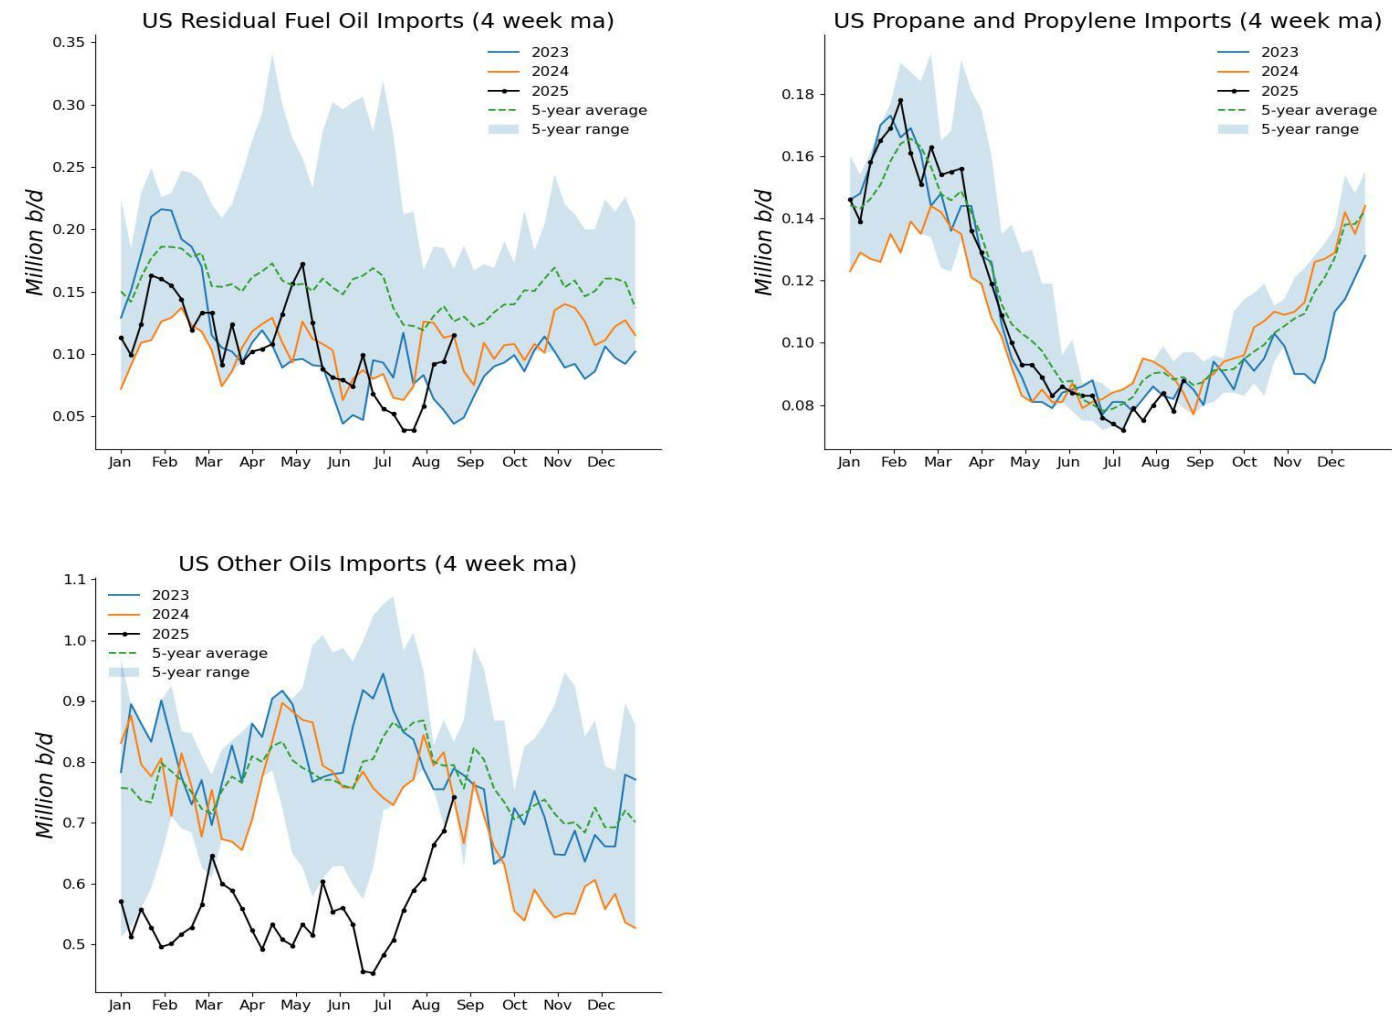 US Residual Fuel Oil Imports (4 week ma)
Million b/d
0.35
0.30
0.25
0.20
0.15
0.10
0.05
2023
2024
2025
5-year average
5-year range
Jan Feb Mar Apr May Jun Jul Aug Sep Oct Nov Dec
US Propane and Propylene Imports (4 week ma)
Million b/d
0.18
0.16
0.14
0.12
0.10
0.08
2023
2024
2025
5-year average
5-year range
Jan Feb Mar Apr May Jun Jul Aug Sep Oct Nov Dec
US Other Oils Imports (4 week ma)
Million b/d
1.1
1.0
0.9
0.8
0.7
0.6
0.5
2023
2024
2025
5-year average
5-year range
Jan Feb Mar Apr May Jun Jul Aug Sep Oct Nov Dec